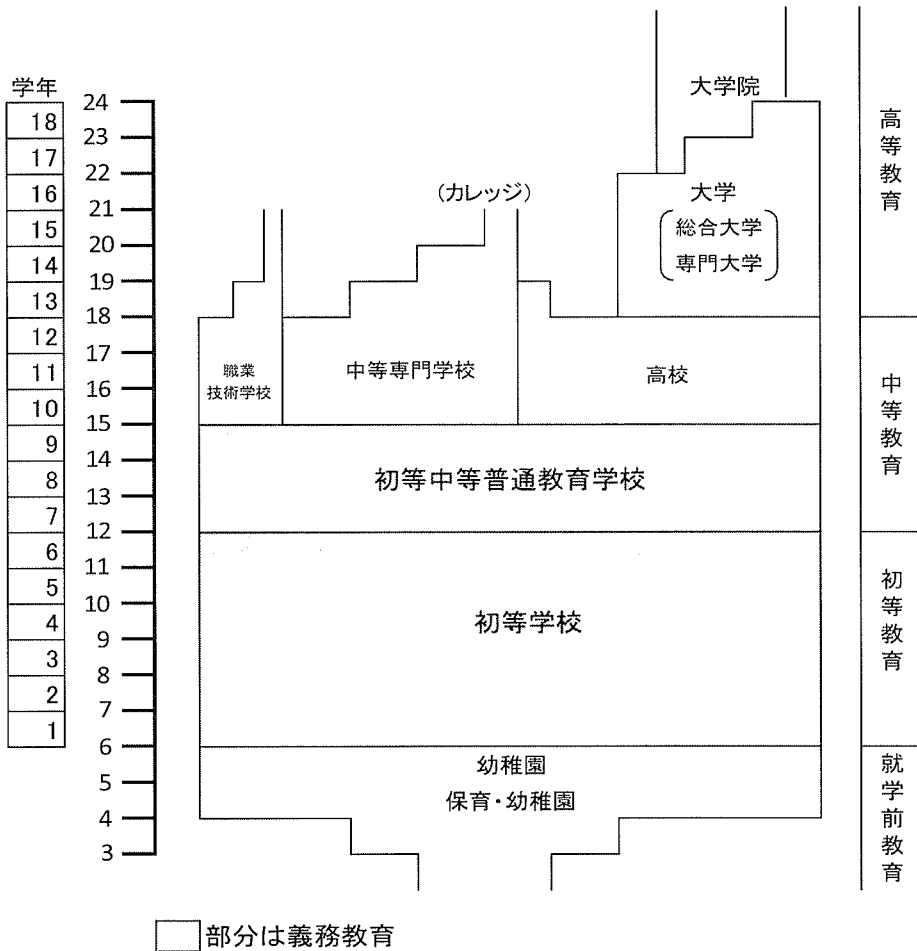 学年
18
17
16
15
14
13
12
11
10
9
8
7
6
5
4
3
2
1
24
23
22
21
20
19
18
17
16
15
14
13
12
11
10
9
8
7
6
5
4
3
大学院
大学
総合大学
専門大学
(カレッジ)
職業
技術学校
中等専門学校
高校
初等中等普通教育学校
初等学校
幼稚園
保育・幼稚園
高等教育
中等教育
初等教育
就学前教育
部分は義務教育